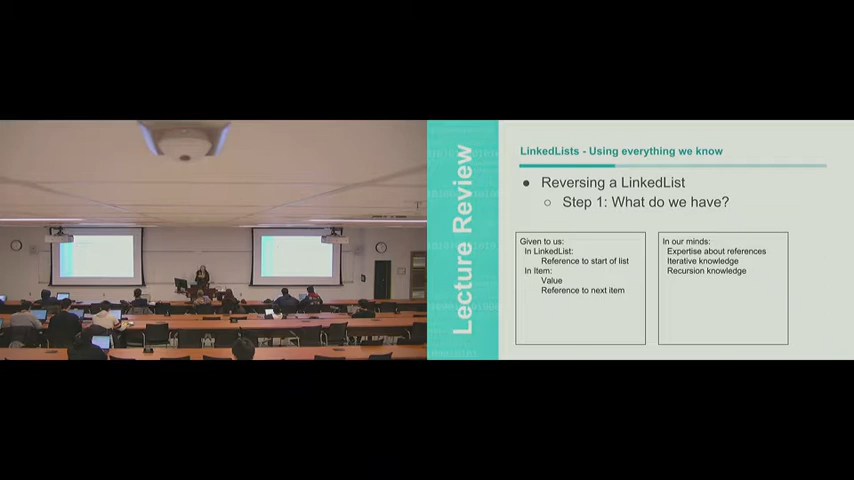 Lecture Review
LinkedLists - Using everything we know
● Reversing a LinkedList
○ Step 1: What do we have?
Given to us:
In LinkedList:
Reference to start of list
In Item:
Value
Reference to next item
In our minds:
Expertise about references
Iterative knowledge
Recursion knowledge